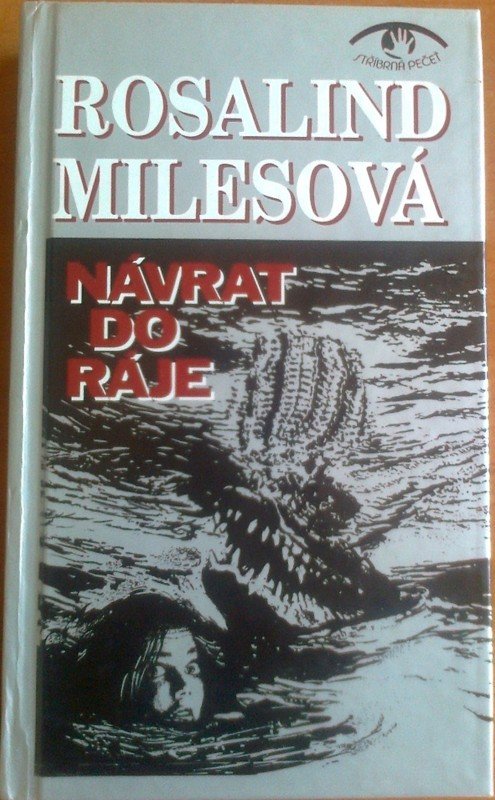 STŘÍBRNÁ PEČEŤ
ROSALIND
MILESOVÁ
NÁVRAT
DO
RÁJE